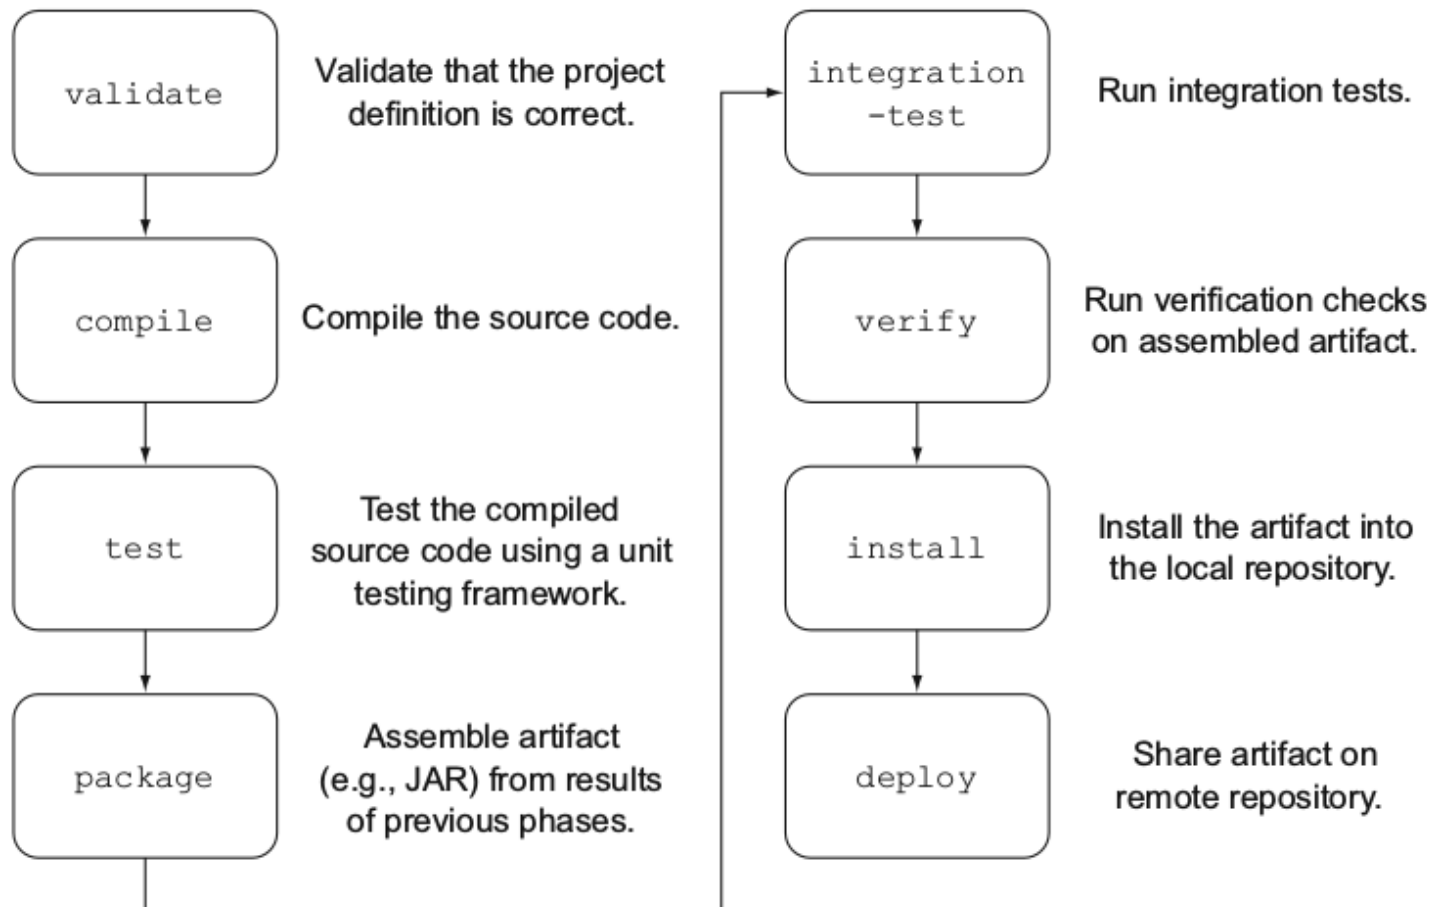 validate
Validate that the project
definition is correct.
compile
Compile the source code.
test
Test the compiled
source code using a unit
testing framework.
package
Assemble artifact
(e.g., JAR) from results
of previous phases.
integration
-test
Run integration tests.
verify
Run verification checks
on assembled artifact.
install
Install the artifact into
the local repository.
deploy
Share artifact on
remote repository.